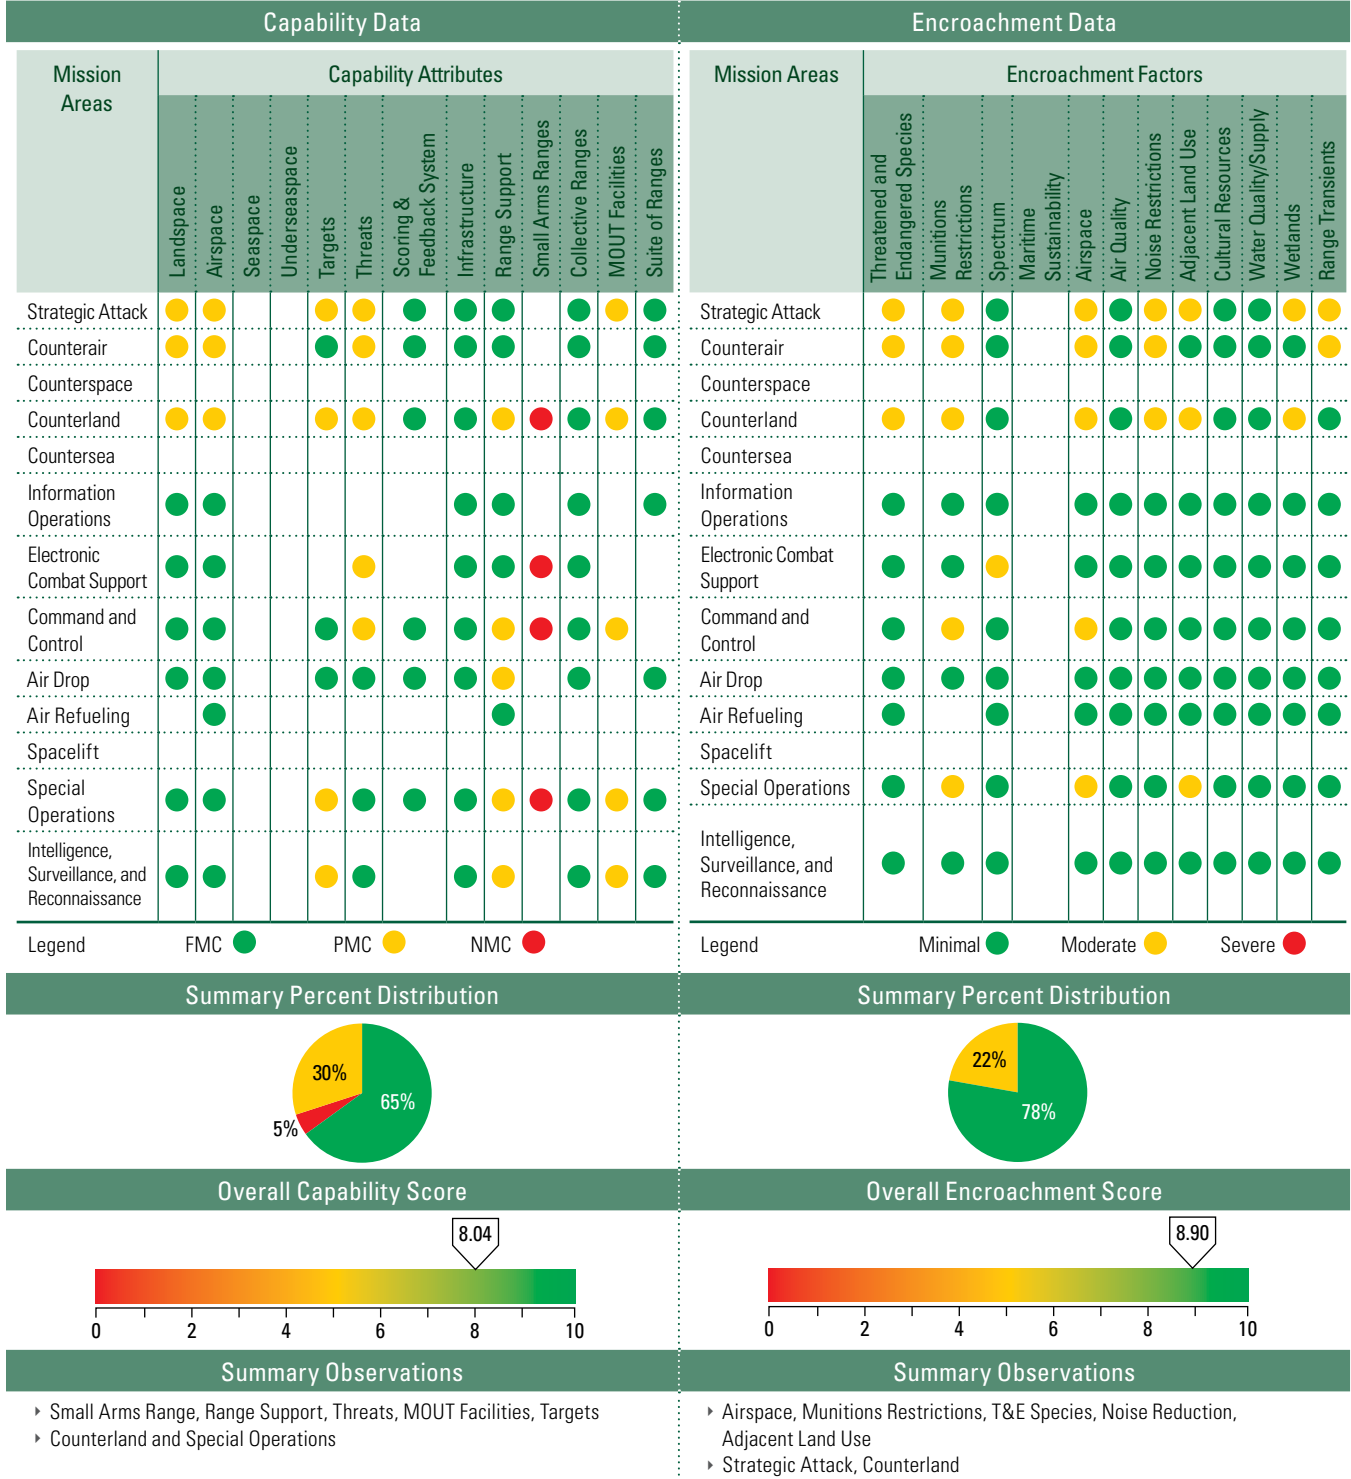 Capability Data
Mission
Areas
Capability Attributes
Landspace
Airspace
Seaspace
Underseaspace
Targets
Threats
Scoring &
Feedback System
Infrastructure
Range Support
Small Arms Ranges
Collective Ranges
MOUT Facilities
Suite of Ranges
Strategic Attack
Counterair
Counterspace
Counterland
Countersea
Information
Operations
Electronic
Combat Support
Command and
Control
Air Drop
Air Refueling
Spacelift
Special
Operations
Intelligence,
Surveillance, and
Reconnaissance
Legend
FMC
PMC
NMC
Summary Percent Distribution
30%
65%
5%
Overall Capability Score
8.04
0 2 4 6 8 10
Summary Observations
‣ Small Arms Range, Range Support, Threats, MOUT Facilities, Targets
‣ Counterland and Special Operations
Encroachment Data
Mission Areas
Encroachment Factors
Threatened and
Endangered Species
Munitions
Restrictions
Spectrum
Maritime
Sustainability
Airspace
Air Quality
Noise Restrictions
Adjacent Land Use
Cultural Resources
Water Quality/Supply
Wetlands
Range Transients
Strategic Attack
Counterair
Counterspace
Counterland
Countersea
Information
Operations
Electronic Combat
Support
Command and
Control
Air Drop
Air Refueling
Spacelift
Special Operations
Intelligence,
Surveillance, and
Reconnaissance
Legend
Minimal
Moderate
Severe
Summary Percent Distribution
22%
78%
Overall Encroachment Score
8.90
0 2 4 6 8 10
Summary Observations
‣ Airspace, Munitions Restrictions, T&E Species, Noise Reduction,
Adjacent Land Use
‣ Strategic Attack, Counterland